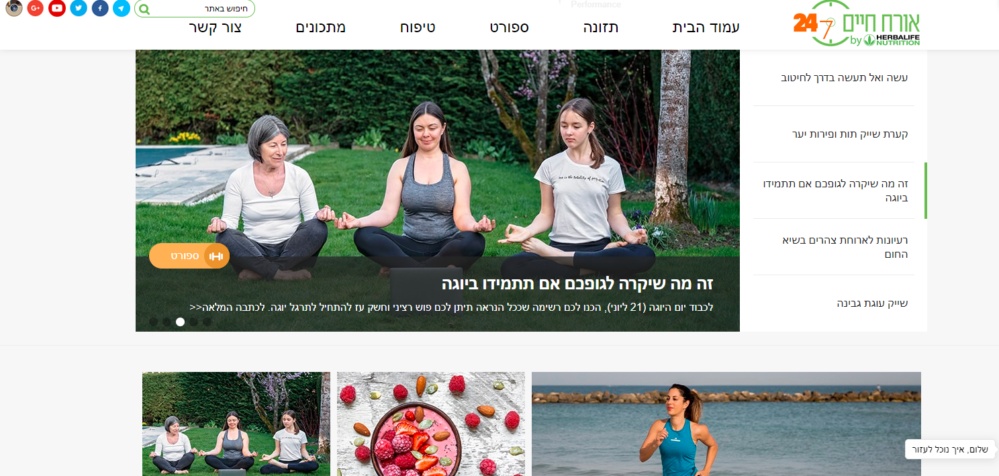 Performance
חיפוש באתר
אורח חיים 24 7
by HERBALIFE
NUTRITION
עמוד הבית
תזונה
ספורט
טיפוח
מתכונים
צור קשר
עשה ואל תעשה בדרך לחיטוב
קערת שייק תות ופירות יער
זה מה שיקרה לגופכם אם תתמידו
ביוגה
רעיונות לארוחת צהרים בשיא
החום
שייק עוגת גבינה
ספורט
זה מה שיקרה לגופכם אם תתמידו ביוגה
לכבוד יום היוגה (21 ליוני), הכנו לכם רשימה שככל הנראה תיתן לכם פוש רציני וחשק עז להתחיל לתרגל יוגה. לכתבה המלאה<<
שלום, איך נוכל לעזור